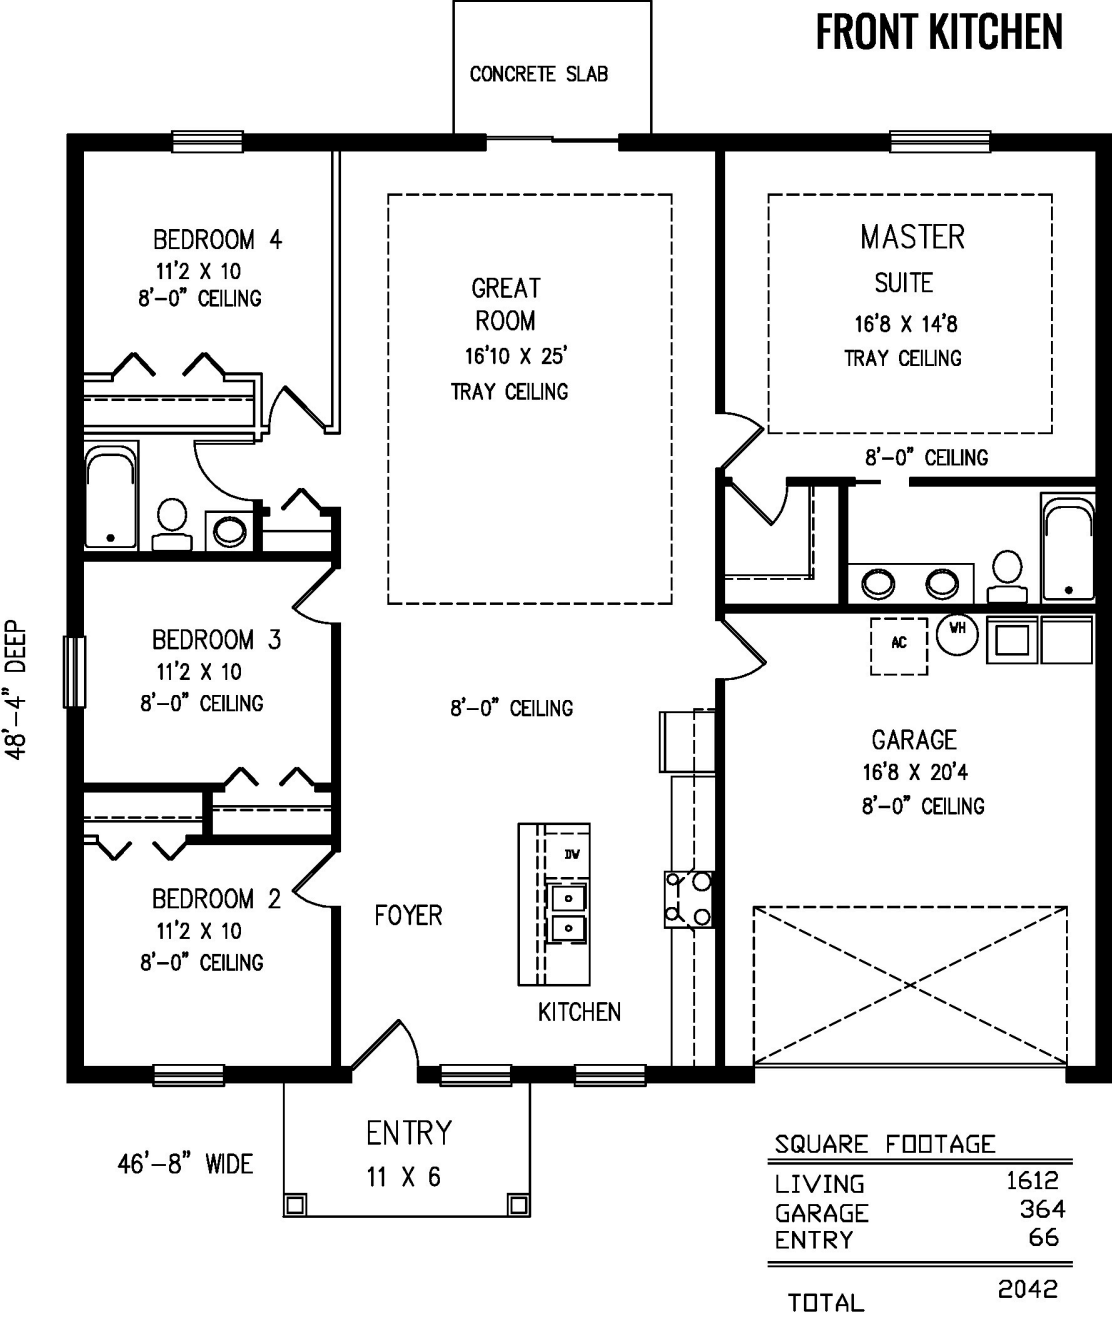 FRONT KITCHEN
CONCRETE SLAB
BEDROOM 4
11'2 X 10
8'-0" CEILING
GREAT
ROOM
16'10 X 25'
TRAY CEILING
MASTER
SUITE
16'8 X 14'8
TRAY CEILING
8'-0" CEILING
48'-4" DEEP
BEDROOM 3
11'2 X 10
8'-0" CEILING
8'-0" CEILING
AC
WH
GARAGE
16'8 X 20'4
8'-0" CEILING
DW
BEDROOM 2
11'2 X 10
8'-0" CEILING
FOYER
KITCHEN
ENTRY
11 X 6
46'-8" WIDE
SQUARE FOOTAGE
LIVING 1612
GARAGE 364
ENTRY 66
TOTAL 2042